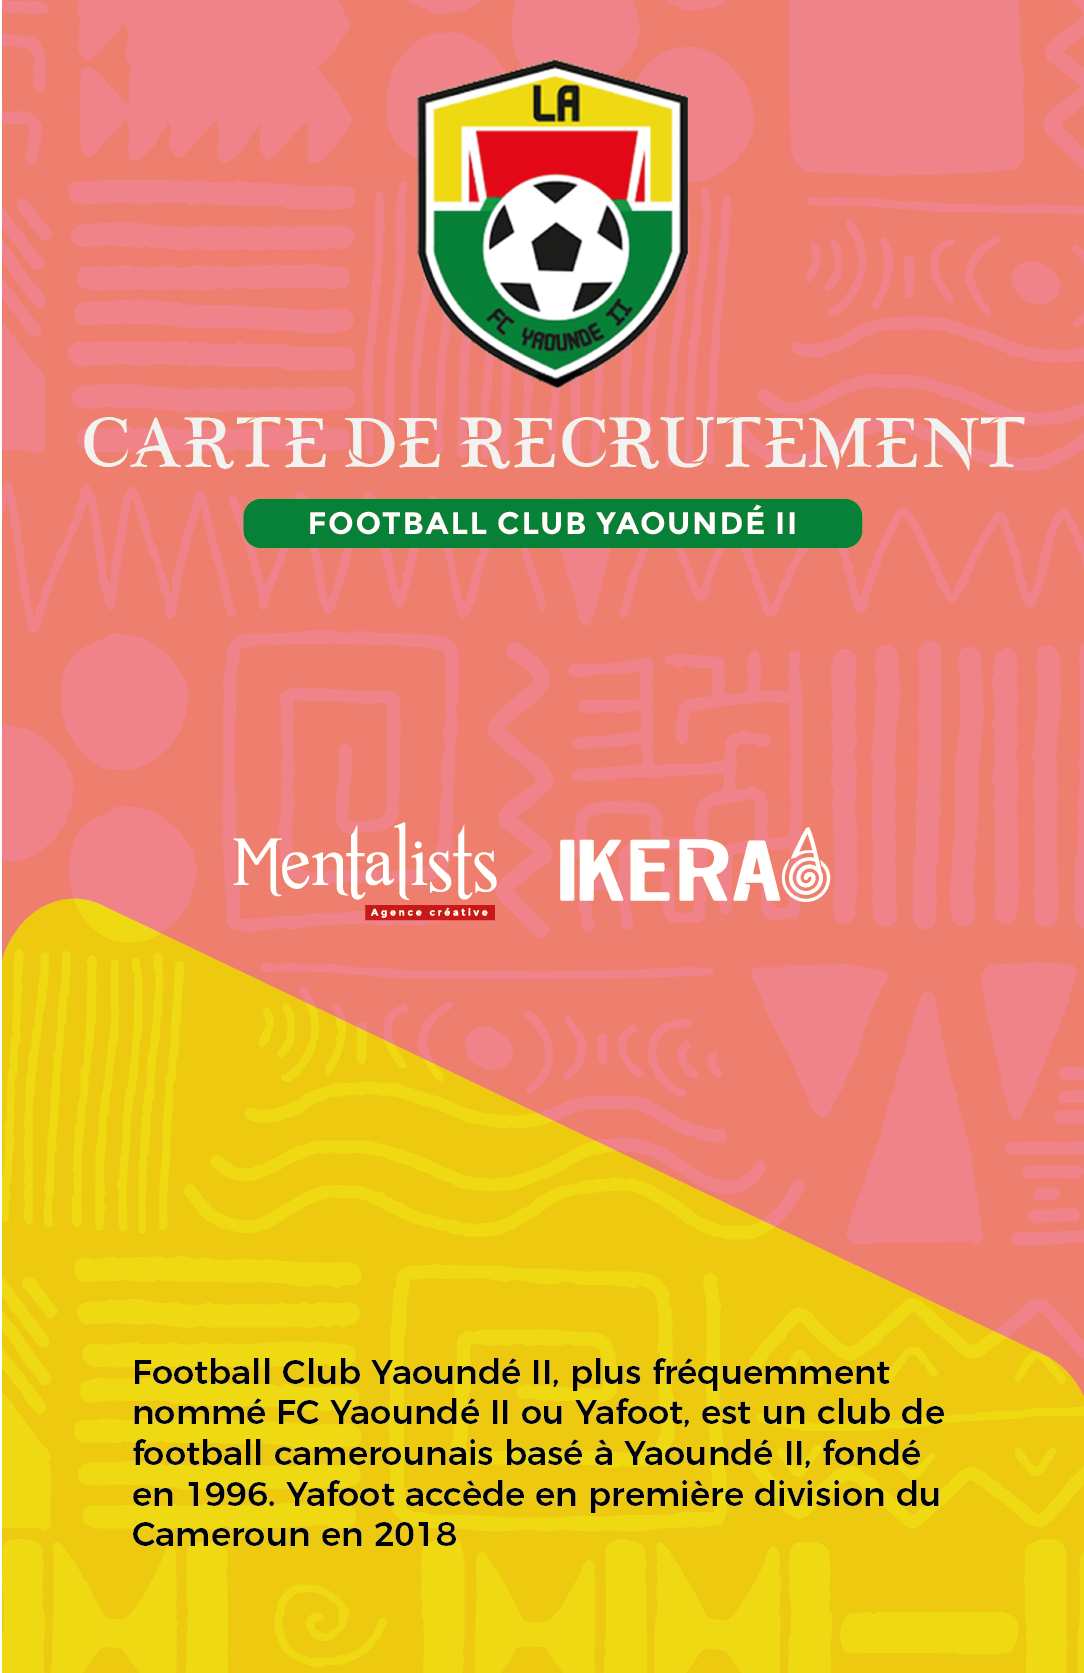 LA
FC YAOUNDE II
CARTE DE RECRUTEMENT
FOOTBALL CLUB YAOUNDÉ II
Mentalists
Agence créative
IKERA
Football Club Yaoundé II, plus fréquemment
nommé FC Yaoundé II ou Yafoot, est un club de
football camerounais basé à Yaoundé II, fondé
en 1996. Yafoot accède en première division du
Cameroun en 2018